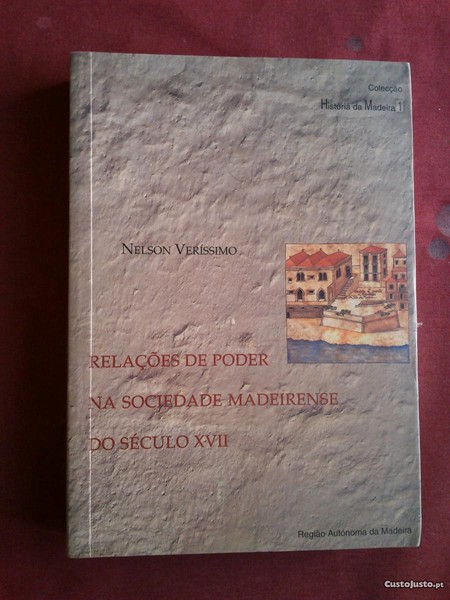 Colecção
História da Madeira 1
NELSON VERÍSSIMO
RELAÇÕES DE PODER
NA SOCIEDADE MADEIRENSE
DO SÉCULO XVII
Região Autónoma da Madeira
CustoJusto.pt